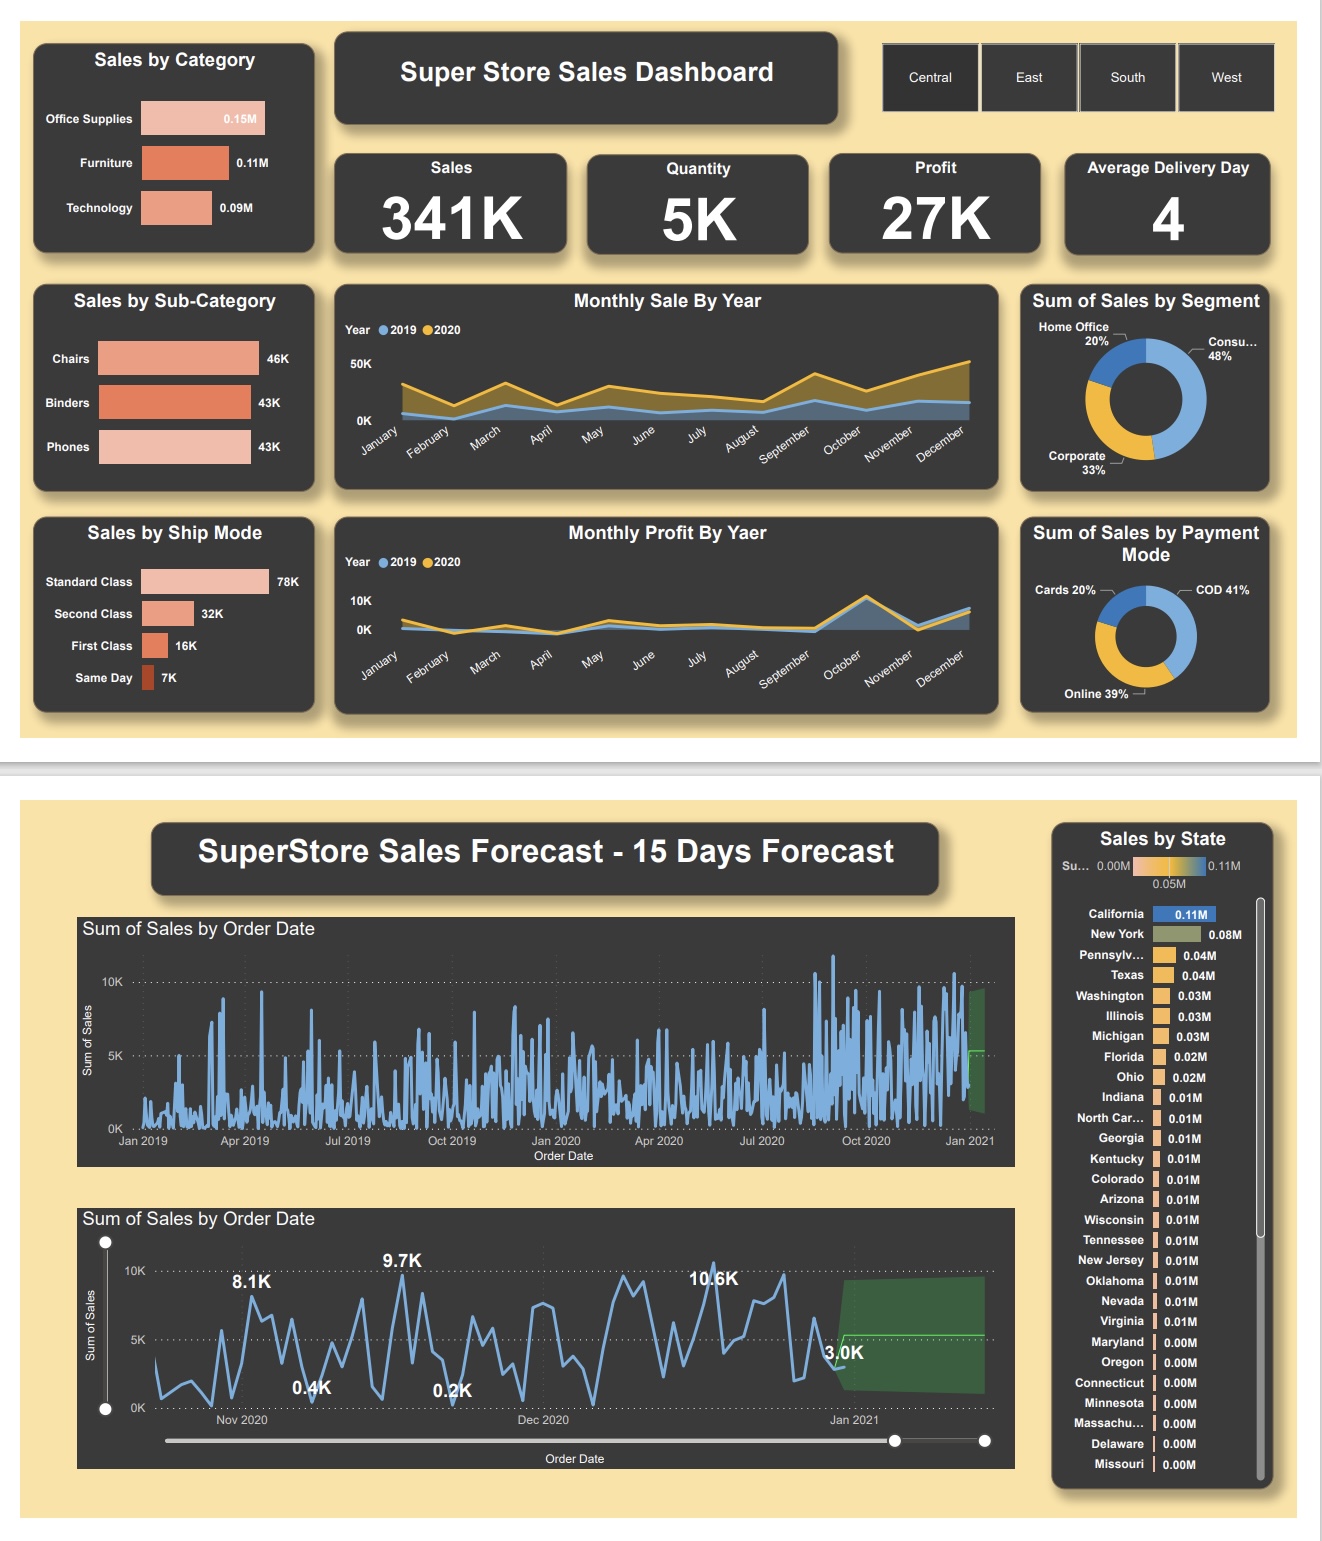 Sales by Category
Office Supplies 0.15M
Furniture 0.11M
Technology 0.09M
Super Store Sales Dashboard
Central East South West
Sales
341K
Quantity
5K
Profit
27K
Average Delivery Day
4
Sales by Sub-Category
Chairs 46K
Binders 43K
Phones 43K
Monthly Sale By Year
Year 2019 2020
50K
0K
January February March April May June July August September October November December
Sum of Sales by Segment
Home Office
20%
Consu...
48%
Corporate
33%
Sales by Ship Mode
Standard Class 78K
Second Class 32K
First Class 16K
Same Day 7K
Monthly Profit By Yaer
Year 2019 2020
10K
0K
January February March April May June July August September October November December
Sum of Sales by Payment
Mode
Cards 20% COD 41%
Online 39%
SuperStore Sales Forecast - 15 Days Forecast
Sum of Sales by Order Date
Sum of Sales
10K
5K
0K
Jan 2019 Apr 2019 Jul 2019 Oct 2019 Jan 2020 Apr 2020 Jul 2020 Oct 2020 Jan 2021
Order Date
Sum of Sales by Order Date
Sum of Sales
10K
5K
0K
8.1K 9.7K 10.6K
0.4K 0.2K 3.0K
Nov 2020 Dec 2020 Jan 2021
Order Date
Sales by State
Su... 0.00M 0.11M
0.05M
California 0.11M
New York 0.08M
Pennsylv... 0.04M
Texas 0.04M
Washington 0.03M
Illinois 0.03M
Michigan 0.03M
Florida 0.02M
Ohio 0.02M
Indiana 0.01M
North Car... 0.01M
Georgia 0.01M
Kentucky 0.01M
Colorado 0.01M
Arizona 0.01M
Wisconsin 0.01M
Tennessee 0.01M
New Jersey 0.01M
Oklahoma 0.01M
Nevada 0.01M
Virginia 0.01M
Maryland 0.00M
Oregon 0.00M
Connecticut 0.00M
Minnesota 0.00M
Massachu... 0.00M
Delaware 0.00M
Missouri 0.00M